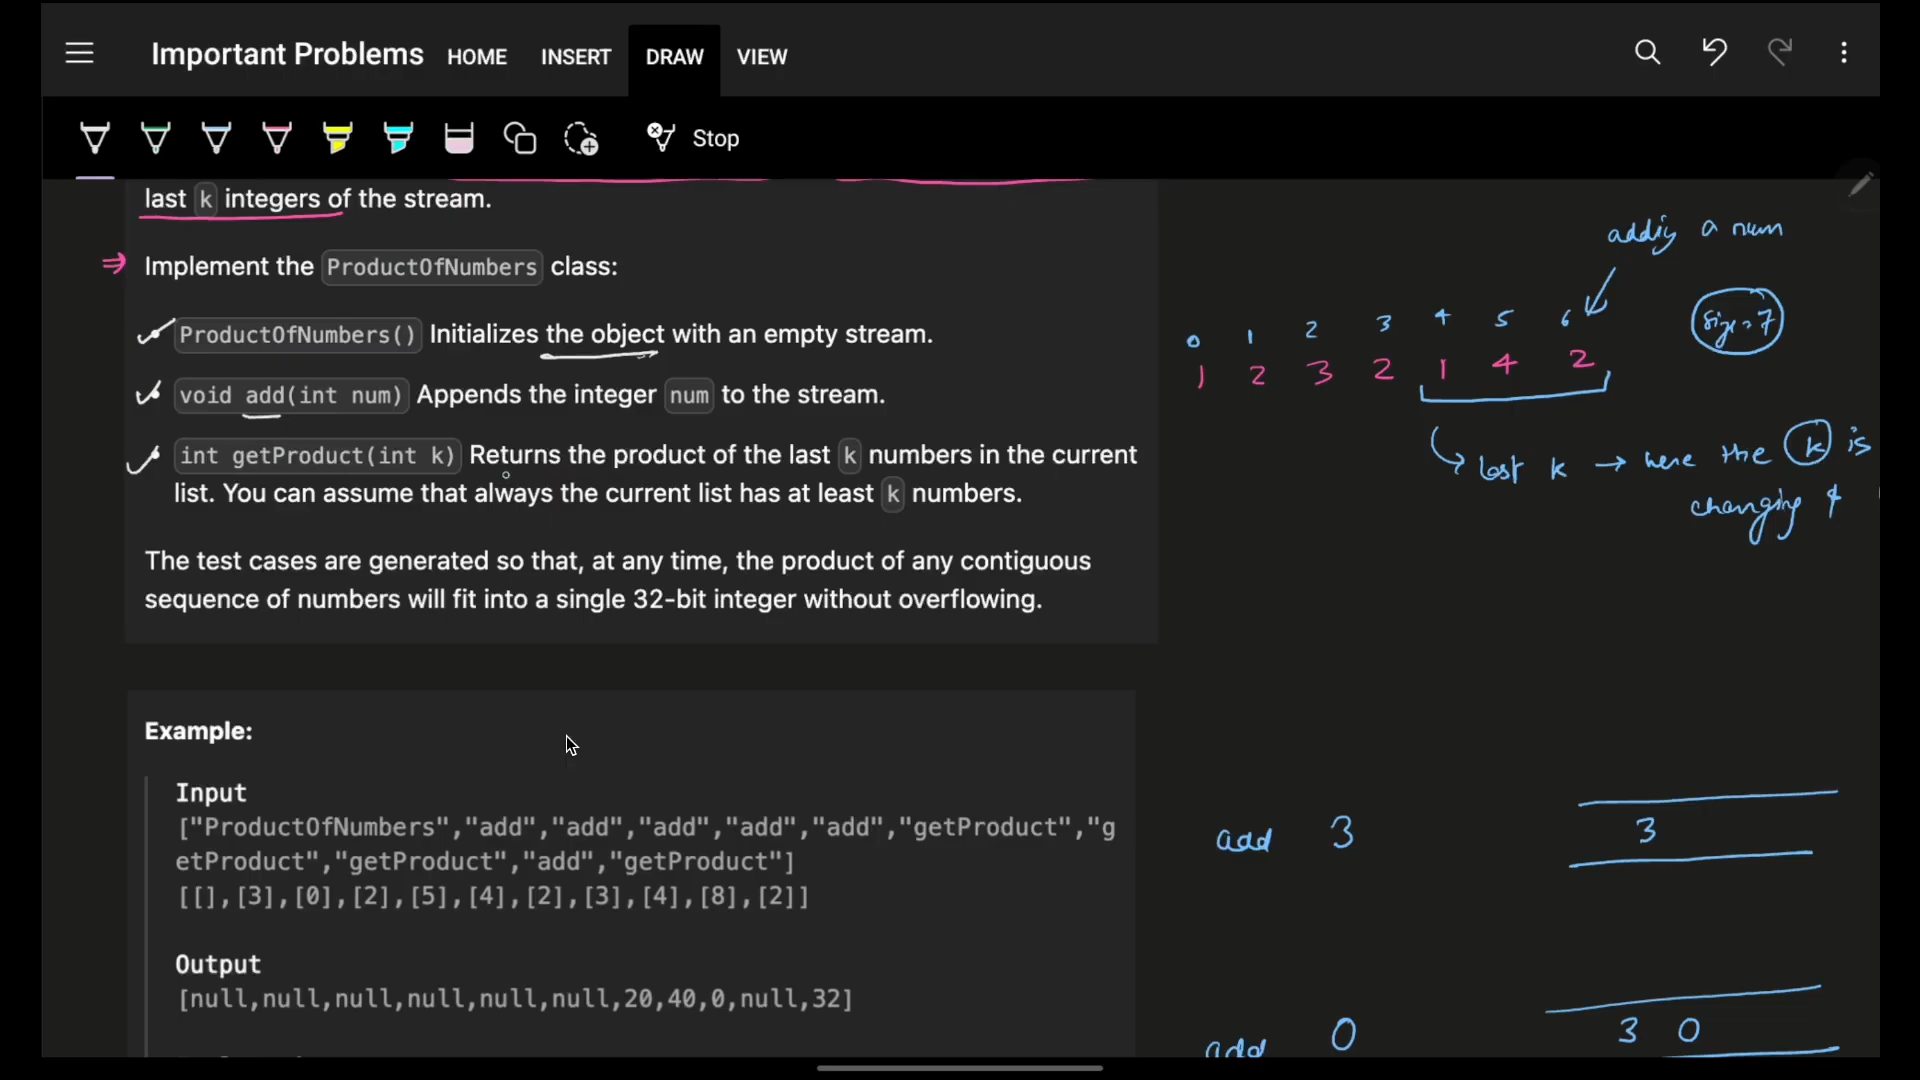 Important Problems HOME INSERT DRAW VIEW
Stop
last k integers of the stream.
Implement the ProductOfNumbers class:
ProductOfNumbers() Initializes the object with an empty stream.
void add(int num) Appends the integer num to the stream.
int getProduct(int k) Returns the product of the last k numbers in the current
list. You can assume that always the current list has at least k numbers.
The test cases are generated so that, at any time, the product of any contiguous
sequence of numbers will fit into a single 32-bit integer without overflowing.
Example:
Input
["ProductOfNumbers","add","add","add","add","add","getProduct","g
etProduct","getProduct","add","getProduct"]
[[],[3],[0],[2],[5],[4],[2],[3],[4],[8],[2]]
Output
[null,null,null,null,null,null,20,40,0,null,32]
adding a num
0 1 2 3 4 5 6
size = 7
1 2 3 2 1 4 2
last k → here the k is
changing &
add 3 3
add 0 3 0